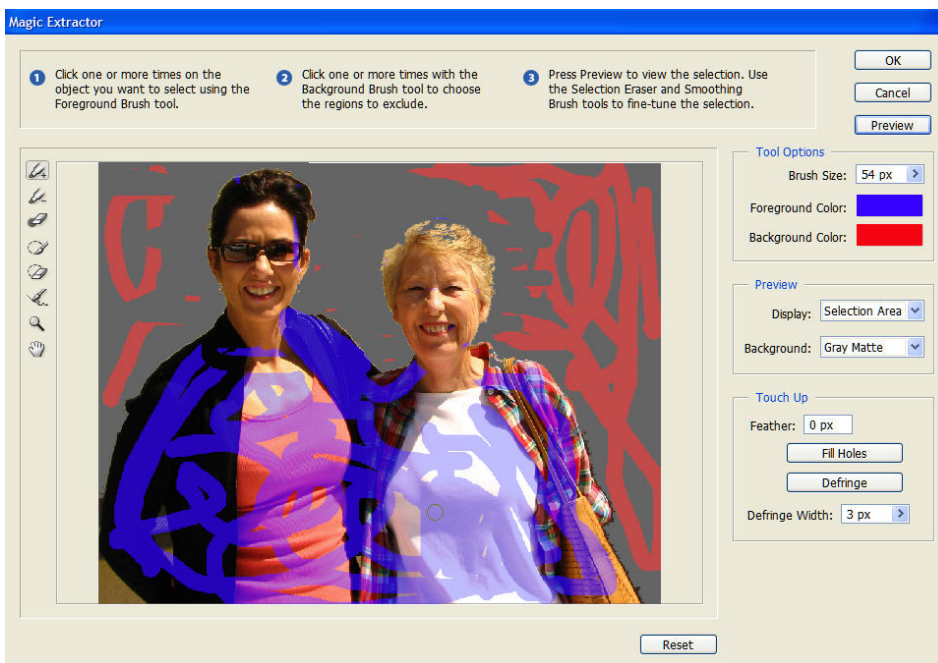 Magic Extractor
1 Click one or more times on the
object you want to select using the
Foreground Brush tool.
2 Click one or more times with the
Background Brush tool to choose
the regions to exclude.
3 Press Preview to view the selection. Use
the Selection Eraser and Smoothing
Brush tools to fine-tune the selection.
OK
Cancel
Preview
Tool Options
Brush Size: 54 px
Foreground Color:
Background Color:
Preview
Display: Selection Area
Background: Gray Matte
Touch Up
Feather: 0 px
Fill Holes
Defringe
Defringe Width: 3 px
Reset